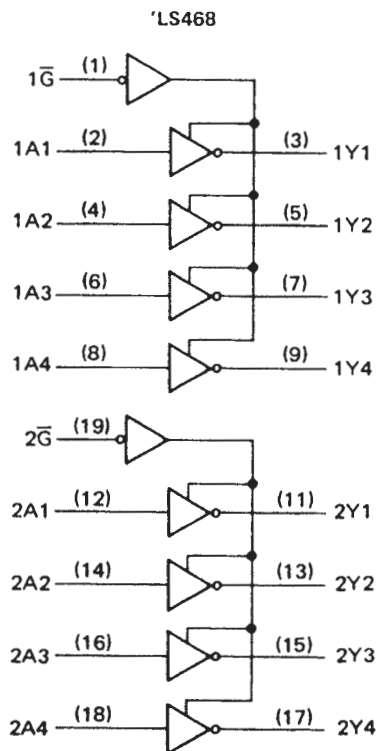 'LS468
1G̅ (1)
1A1 (2) (3) 1Y1
1A2 (4) (5) 1Y2
1A3 (6) (7) 1Y3
1A4 (8) (9) 1Y4
2G̅ (19)
2A1 (12) (11) 2Y1
2A2 (14) (13) 2Y2
2A3 (16) (15) 2Y3
2A4 (18) (17) 2Y4